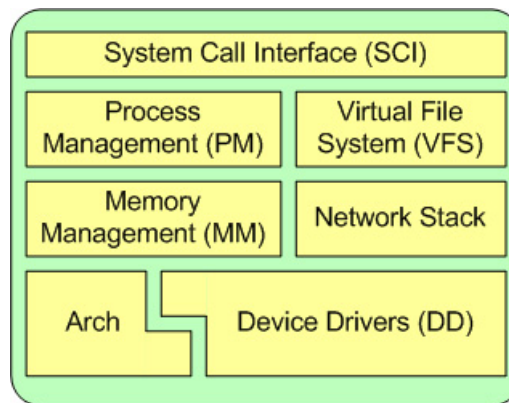 System Call Interface (SCI)
Process
Management (PM)
Virtual File
System (VFS)
Memory
Management (MM)
Network Stack
Arch
Device Drivers (DD)